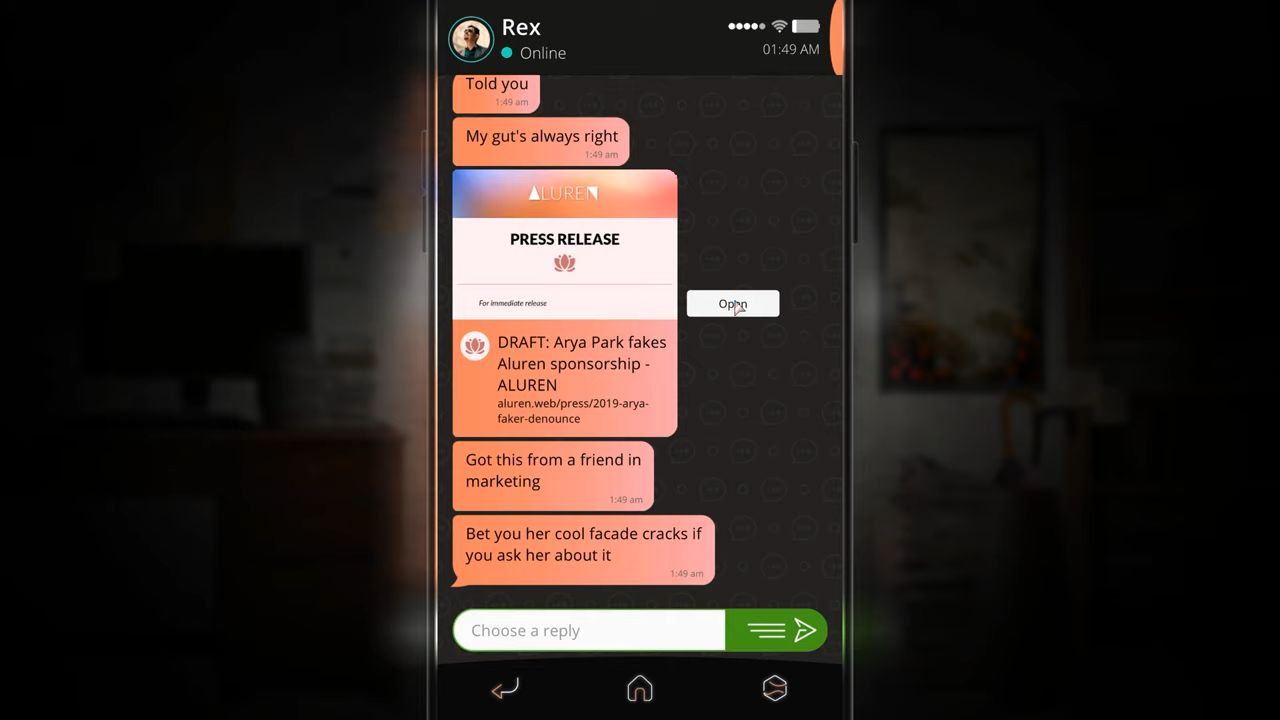 Rex
Online
01:49 AM
Told you
1:49 am
My gut's always right
1:49 am
ALUREN
PRESS RELEASE
For immediate release
Open
DRAFT: Arya Park fakes
Aluren sponsorship -
ALUREN
aluren.web/press/2019-arya-
faker-denounce
Got this from a friend in
marketing
1:49 am
Bet you her cool facade cracks if
you ask her about it
1:49 am
Choose a reply